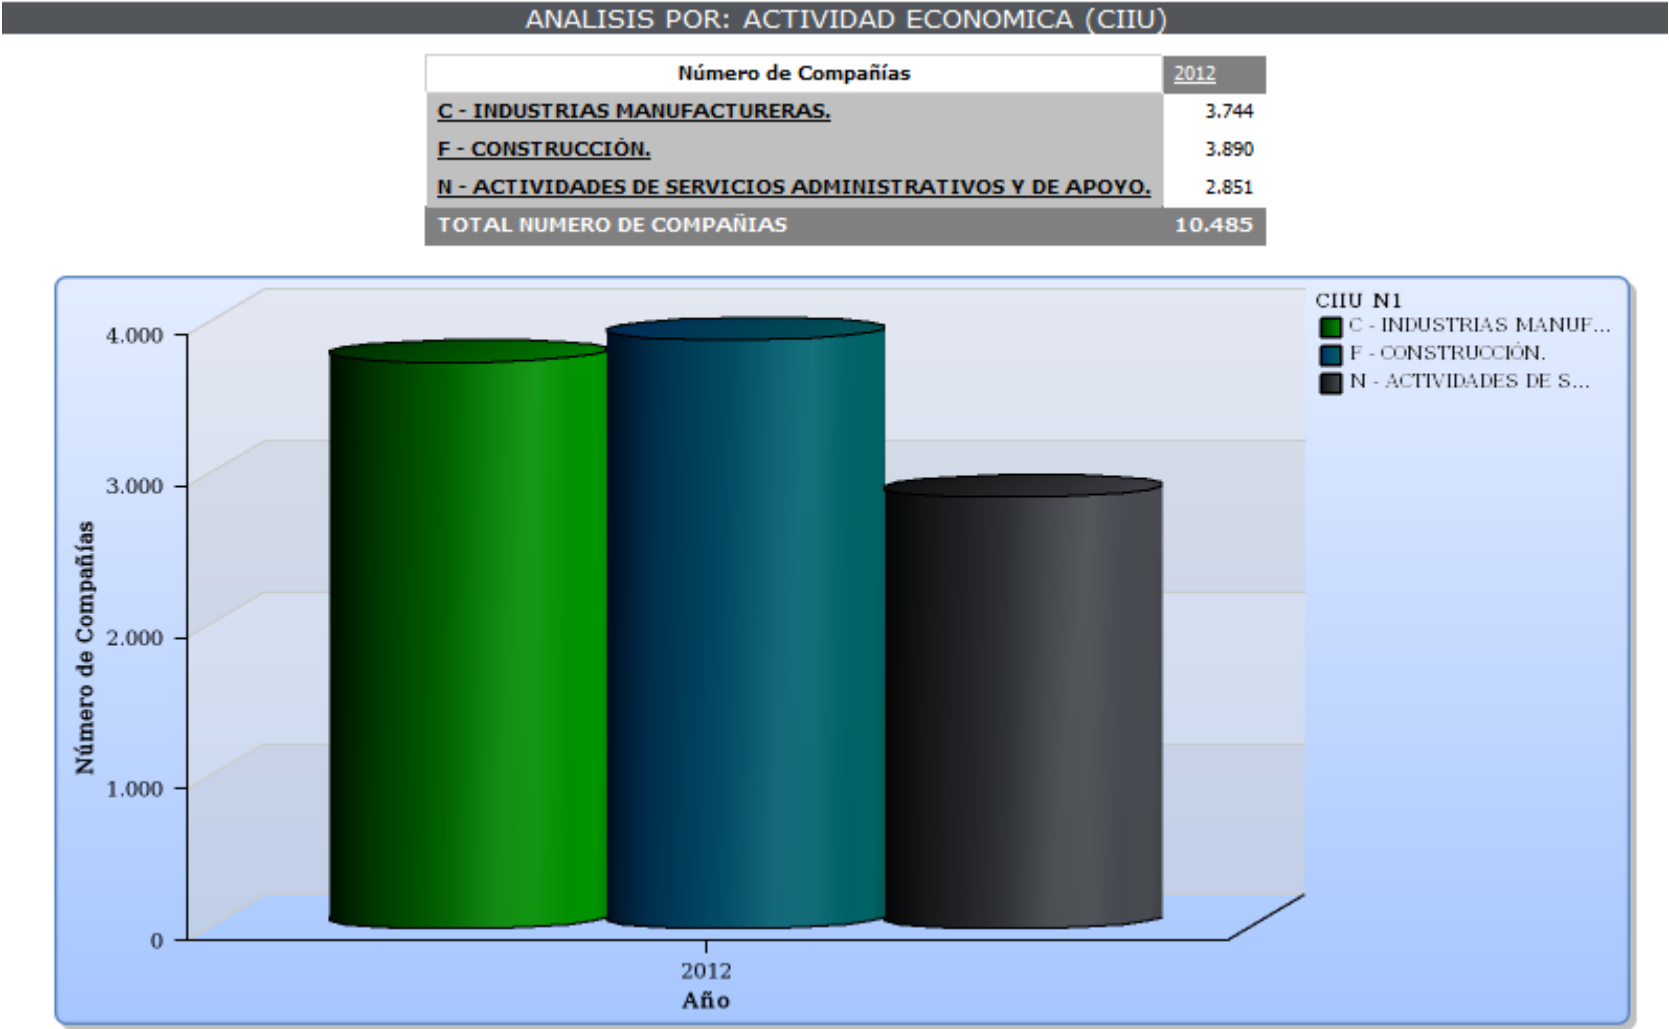 ANALISIS POR: ACTIVIDAD ECONOMICA (CIIU)
Número de Compañías 2012
C - INDUSTRIAS MANUFACTURERAS. 3.744
F - CONSTRUCCIÓN. 3.890
N - ACTIVIDADES DE SERVICIOS ADMINISTRATIVOS Y DE APOYO. 2.851
TOTAL NUMERO DE COMPAÑIAS 10.485
CIIU N1
C - INDUSTRIAS MANUF...
F - CONSTRUCCIÓN.
N - ACTIVIDADES DE S...
Número de Compañías
4.000
3.000
2.000
1.000
0
2012
Año